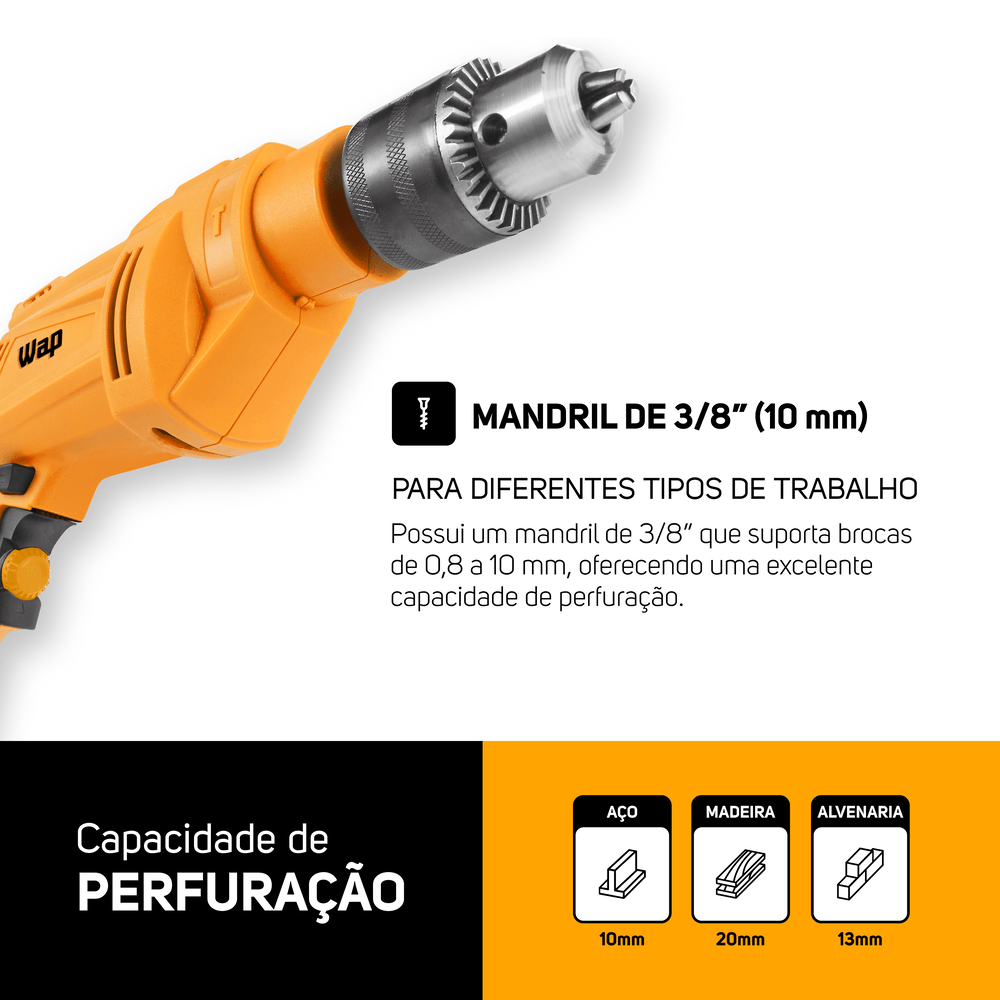 Wap
MANDRIL DE 3/8” (10 mm)
PARA DIFERENTES TIPOS DE TRABALHO
Possui um mandril de 3/8” que suporta brocas
de 0,8 a 10 mm, oferecendo uma excelente
capacidade de perfuração.
Capacidade de
PERFURAÇÃO
AÇO
MADEIRA
ALVENARIA
10mm
20mm
13mm